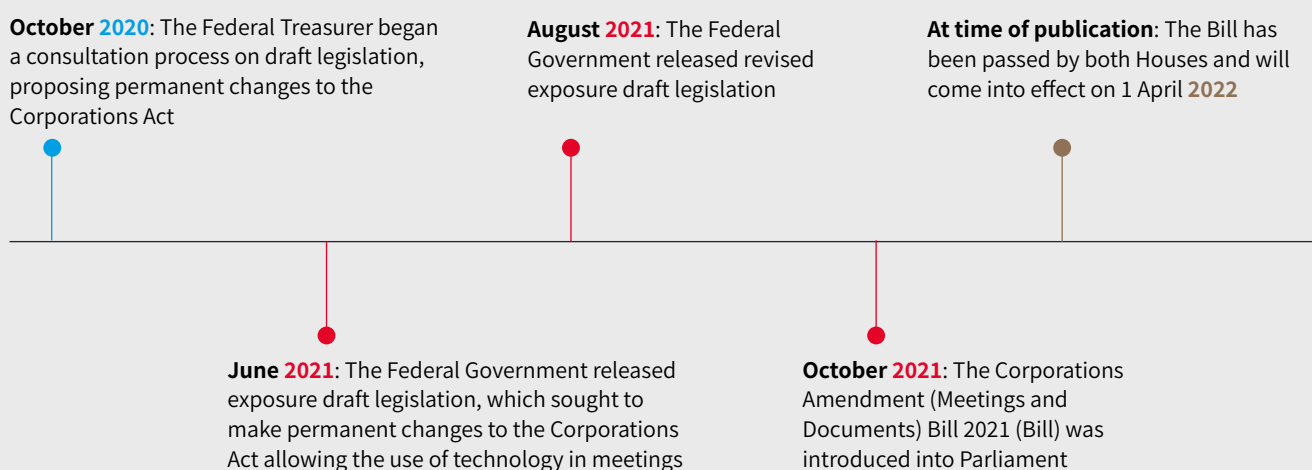 October 2020: The Federal Treasurer began
a consultation process on draft legislation,
proposing permanent changes to the
Corporations Act
June 2021: The Federal Government released
exposure draft legislation, which sought to
make permanent changes to the Corporations
Act allowing the use of technology in meetings
August 2021: The Federal
Government released revised
exposure draft legislation
October 2021: The Corporations
Amendment (Meetings and
Documents) Bill 2021 (Bill) was
introduced into Parliament
At time of publication: The Bill has
been passed by both Houses and will
come into effect on 1 April 2022